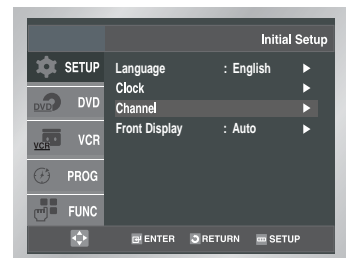 Initial Setup
SETUP
Language : English ►
Clock ►
Channel ►
Front Display : Auto ►
DVD DVD
VCR VCR
PROG
FUNC
ENTER RETURN SETUP